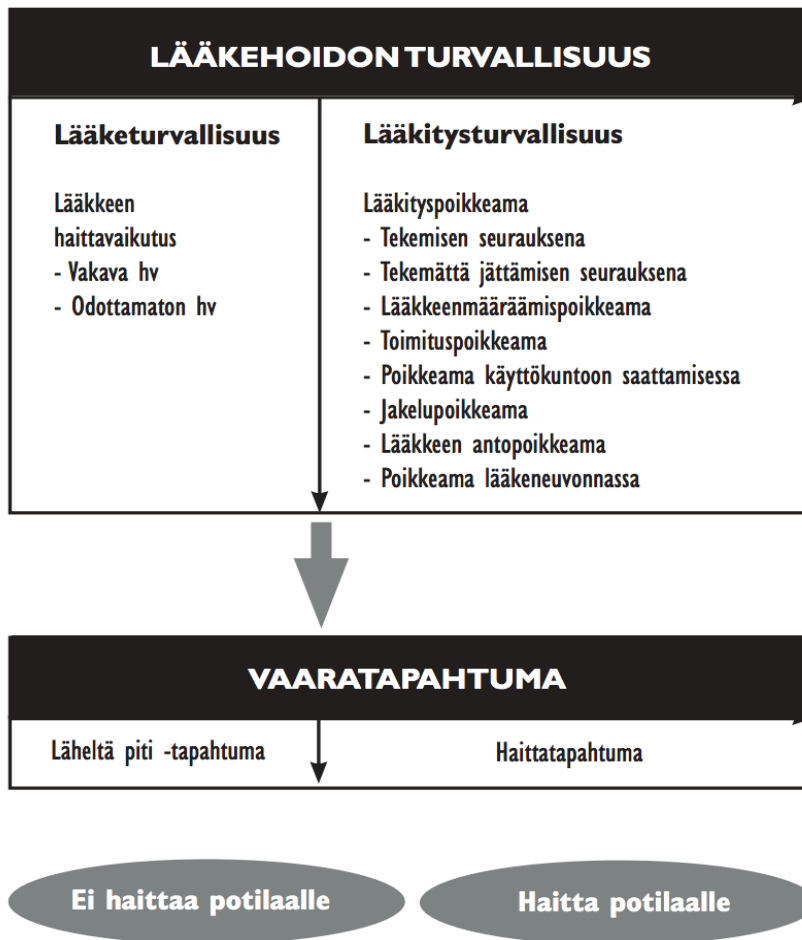 LÄÄKEHOIDON TURVALLISUUS
Lääketurvallisuus
Lääkkeen
haittavaikutus
- Vakava hv
- Odottamaton hv
Lääkitysturvallisuus
Lääkityspoikkeama
- Tekemisen seurauksena
- Tekemättä jättämisen seurauksena
- Lääkkeenmääräämispoikkeama
- Toimituspoikkeama
- Poikkeama käyttökuntoon saattamisessa
- Jakelupoikkeama
- Lääkkeen antopoikkeama
- Poikkeama lääkeneuvonnassa
VAARATAPAHTUMA
Läheltä piti -tapahtuma
Haittatapahtuma
Ei haittaa potilaalle
Haitta potilaalle